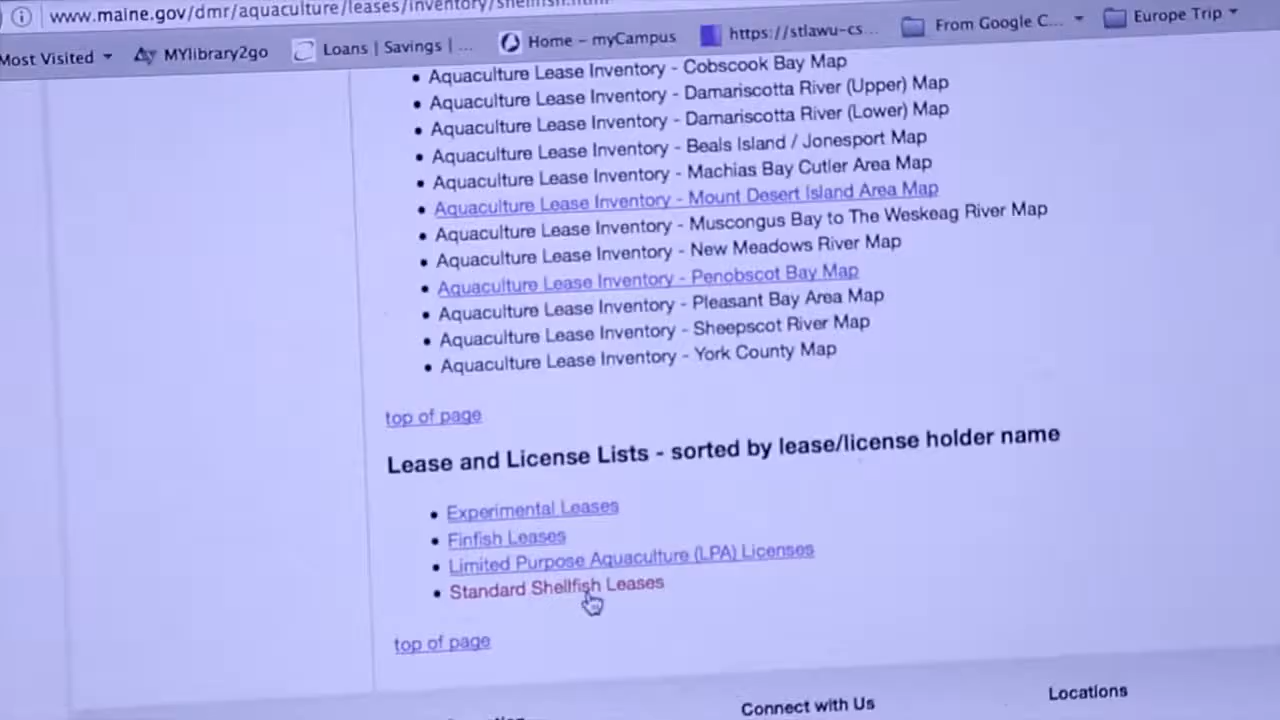 www.maine.gov/dmr/aquaculture/leases/inventory/shellfish.html
Most Visited MYlibrary2go Loans | Savings | ... Home – myCampus https://stlawu-cs... From Google C... Europe Trip
Aquaculture Lease Inventory - Cobscook Bay Map
Aquaculture Lease Inventory - Damariscotta River (Upper) Map
Aquaculture Lease Inventory - Damariscotta River (Lower) Map
Aquaculture Lease Inventory - Beals Island / Jonesport Map
Aquaculture Lease Inventory - Machias Bay Cutler Area Map
Aquaculture Lease Inventory - Mount Desert Island Area Map
Aquaculture Lease Inventory - Muscongus Bay to The Weskeag River Map
Aquaculture Lease Inventory - New Meadows River Map
Aquaculture Lease Inventory - Penobscot Bay Map
Aquaculture Lease Inventory - Pleasant Bay Area Map
Aquaculture Lease Inventory - Sheepscot River Map
Aquaculture Lease Inventory - York County Map
top of page
Lease and License Lists - sorted by lease/license holder name
Experimental Leases
Finfish Leases
Limited Purpose Aquaculture (LPA) Licenses
Standard Shellfish Leases
top of page
Connect with Us
Locations